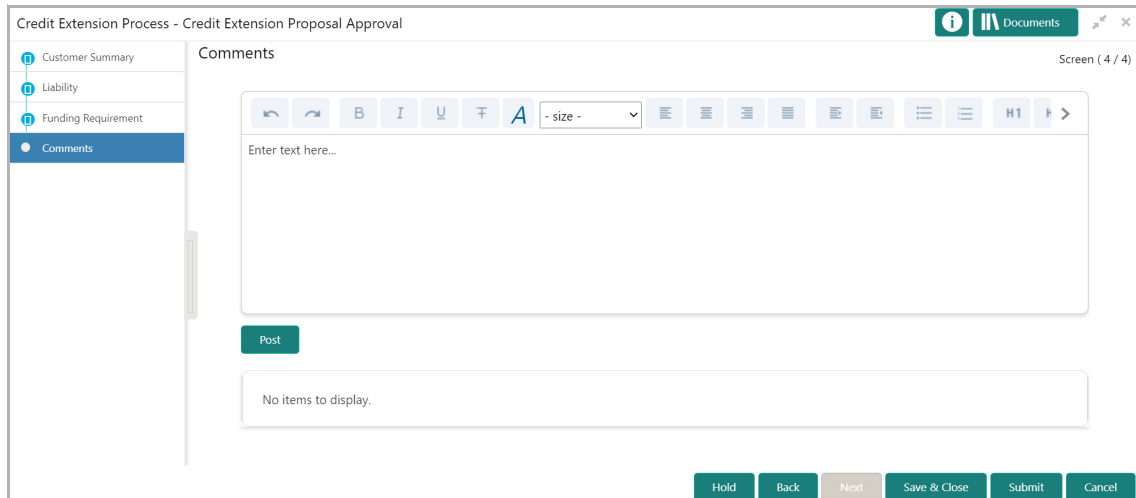 Credit Extension Process - Credit Extension Proposal Approval
Documents
Customer Summary
Liability
Funding Requirement
Comments
Comments
Screen ( 4 / 4)
B I U T A - size - H1
Enter text here...
Post
No items to display.
Hold Back Next Save & Close Submit Cancel